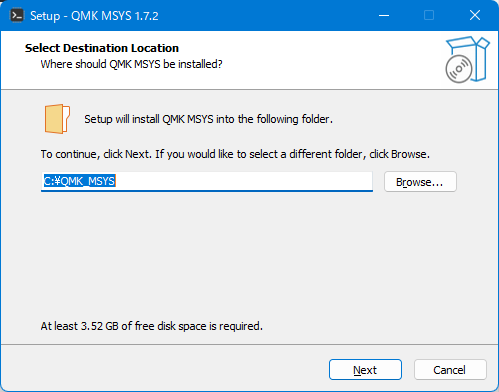 Setup - QMK MSYS 1.7.2
Select Destination Location
Where should QMK MSYS be installed?
Setup will install QMK MSYS into the following folder.
To continue, click Next. If you would like to select a different folder, click Browse.
C:¥QMK_MSYS
Browse...
At least 3.52 GB of free disk space is required.
Next
Cancel